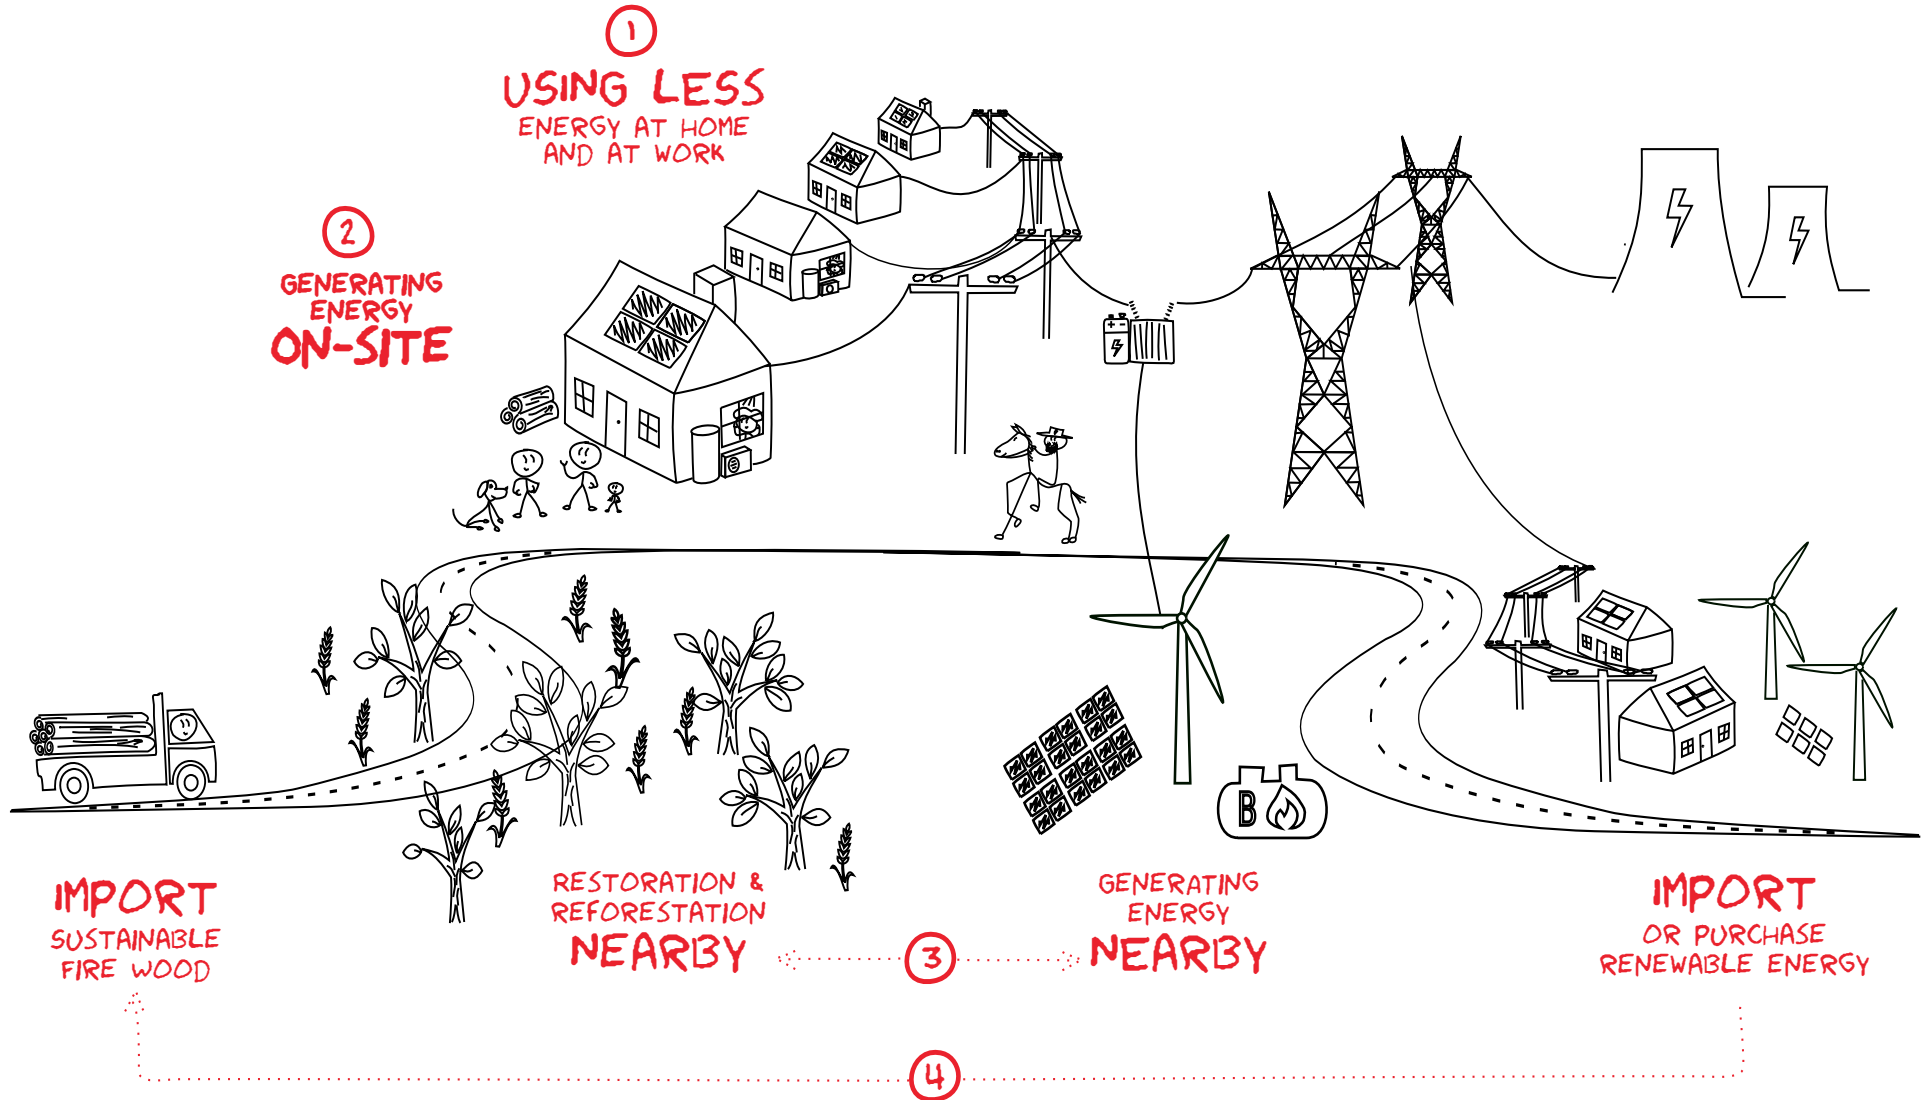 1
USING LESS
ENERGY AT HOME
AND AT WORK
2
GENERATING
ENERGY
ON-SITE
B
IMPORT
SUSTAINABLE
FIRE WOOD
RESTORATION &
REFORESTATION
NEARBY
3
GENERATING
ENERGY
NEARBY
IMPORT
OR PURCHASE
RENEWABLE ENERGY
4